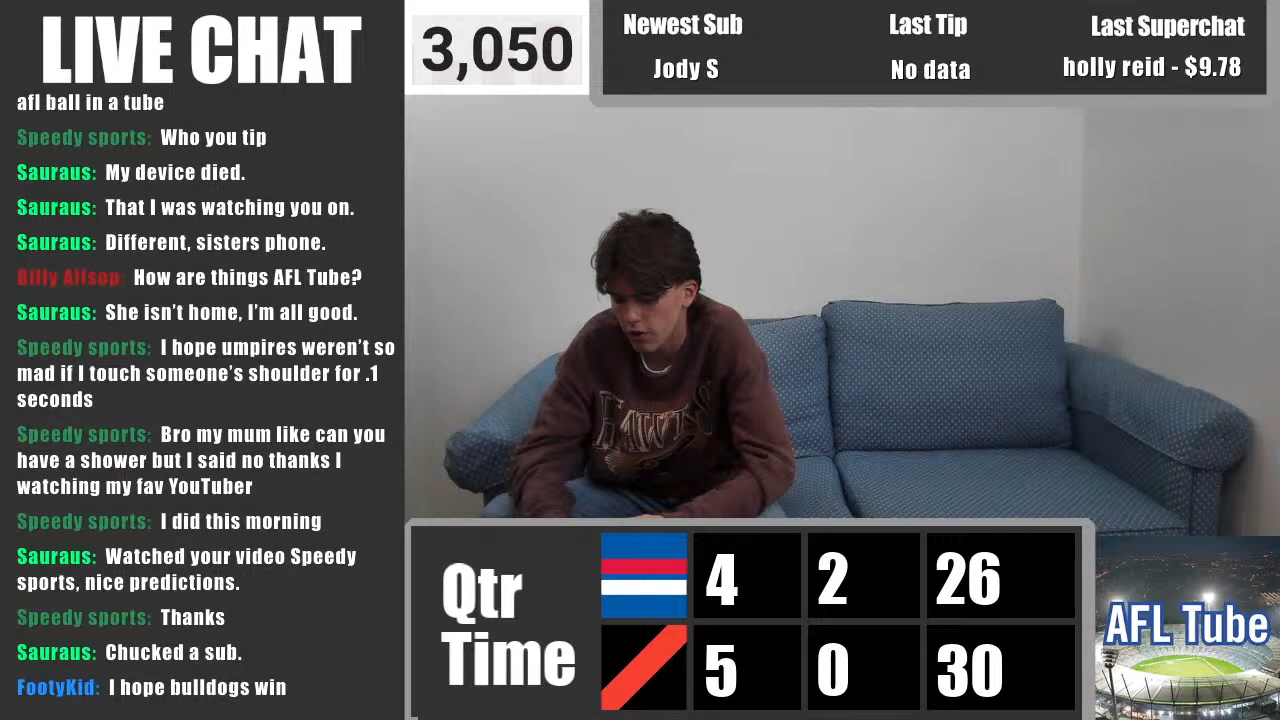 LIVE CHAT
3,050
Newest Sub
Last Tip
Last Superchat
Jody S
No data
holly reid - $9.78
afl ball in a tube
Speedy sports: Who you tip
Sauraus: My device died.
Sauraus: That I was watching you on.
Sauraus: Different, sisters phone.
Billy Allsop: How are things AFL Tube?
Sauraus: She isn't home, I'm all good.
Speedy sports: I hope umpires weren't so
mad if I touch someone's shoulder for .1
seconds
Speedy sports: Bro my mum like can you
have a shower but I said no thanks I
watching my fav YouTuber
Speedy sports: I did this morning
Sauraus: Watched your video Speedy
sports, nice predictions.
Speedy sports: Thanks
Sauraus: Chucked a sub.
FootyKid: I hope bulldogs win
HAWKS
Qtr
Time
4 2 26
5 0 30
AFL Tube